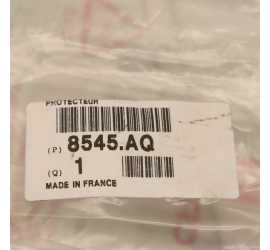 PROTECTEUR
(P) 8545.AQ
(Q) 1
MADE IN FRANCE